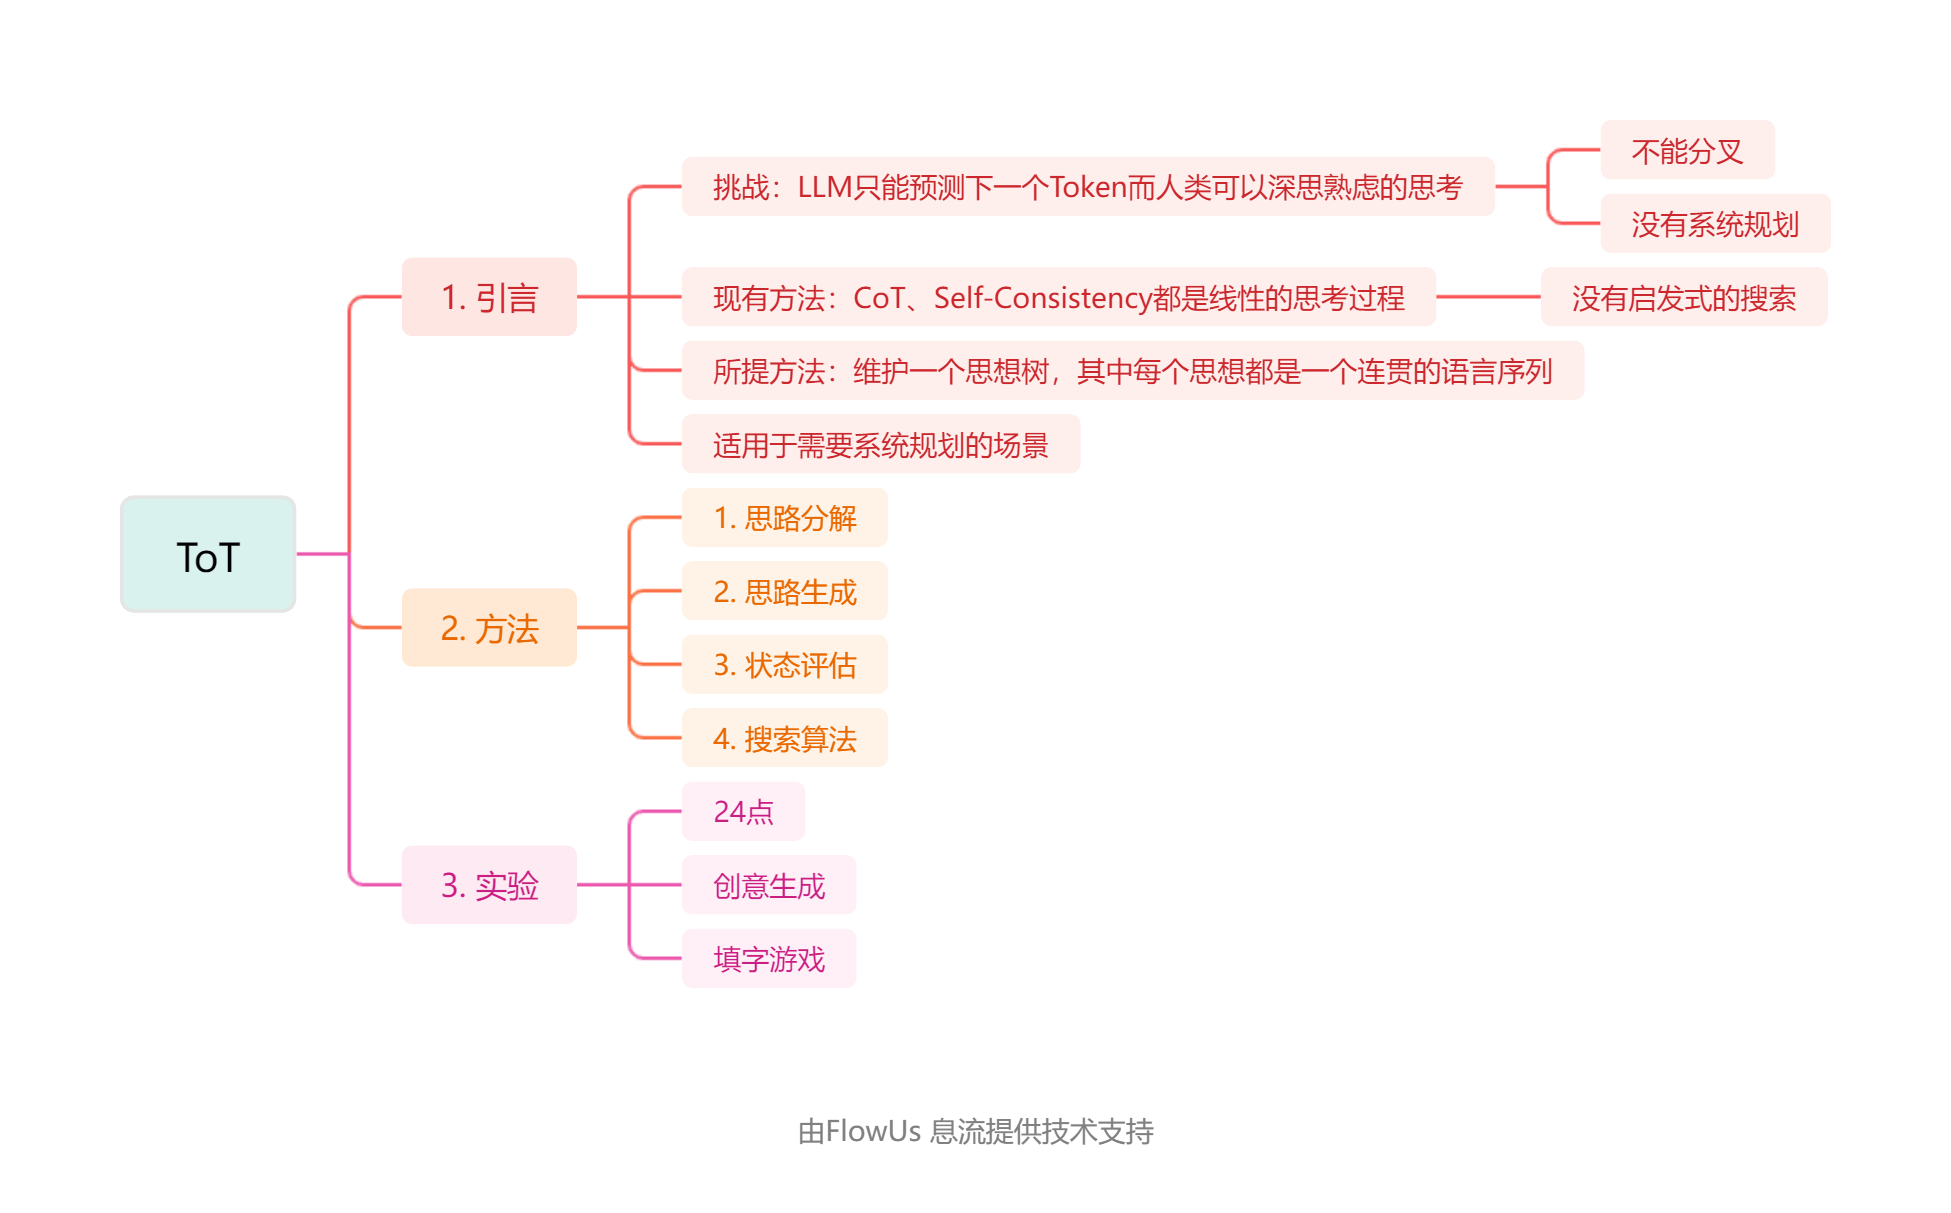 ToT
1. 引言
挑战：LLM只能预测下一个Token而人类可以深思熟虑的思考
不能分叉
没有系统规划
现有方法：CoT、Self-Consistency都是线性的思考过程
没有启发式的搜索
所提方法：维护一个思想树，其中每个思想都是一个连贯的语言序列
适用于需要系统规划的场景
2. 方法
1. 思路分解
2. 思路生成
3. 状态评估
4. 搜索算法
3. 实验
24点
创意生成
填字游戏
由FlowUs 息流提供技术支持